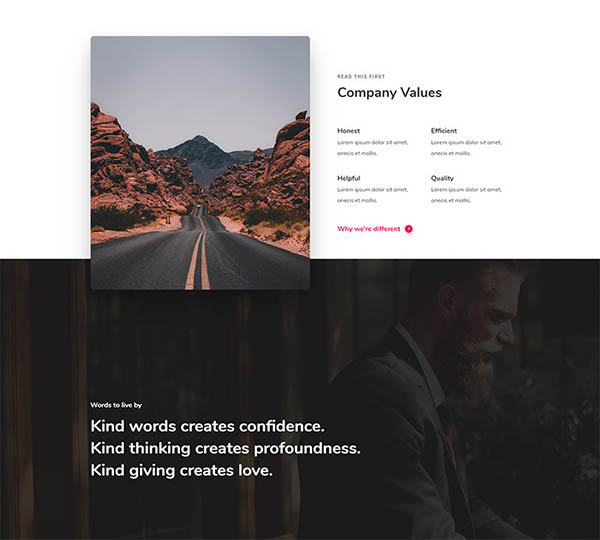 READ THIS FIRST
Company Values
Honest
Lorem ipsum dolor sit amet,
onecis et mollis.
Efficient
Lorem ipsum dolor sit amet,
onecis et mollis.
Helpful
Lorem ipsum dolor sit amet,
onecis et mollis.
Quality
Lorem ipsum dolor sit amet,
onecis et mollis.
Why we're different
Words to live by
Kind words creates confidence.
Kind thinking creates profoundness.
Kind giving creates love.